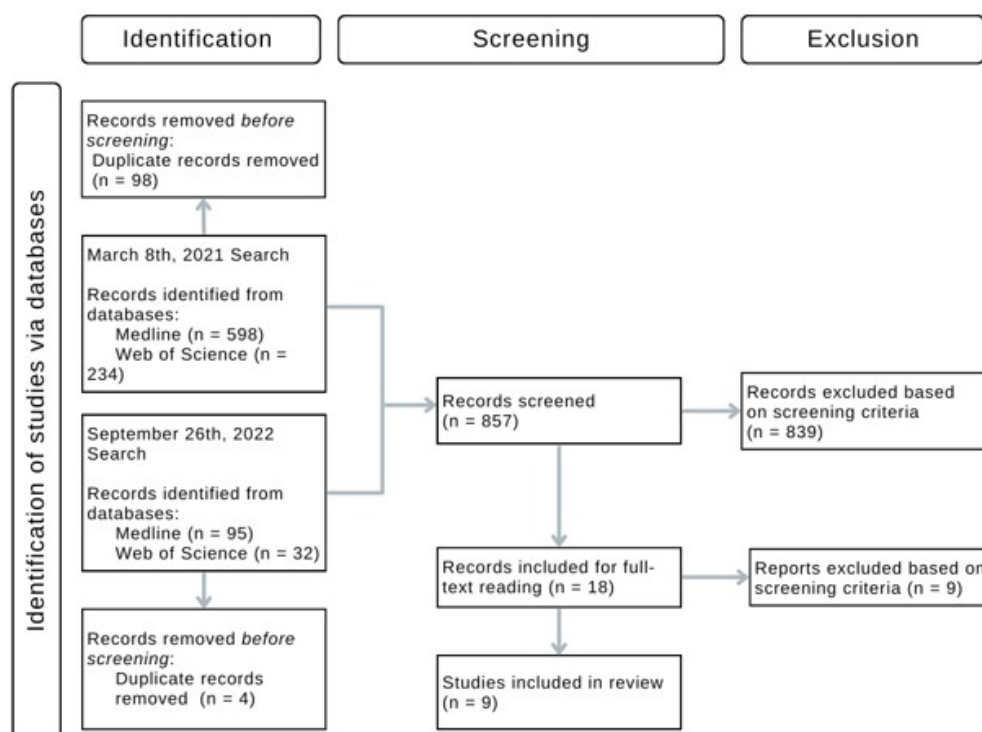 Identification
Screening
Exclusion
Identification of studies via databases
Records removed before
screening:
Duplicate records removed
(n = 98)
March 8th, 2021 Search
Records identified from
databases:
Medline (n = 598)
Web of Science (n =
234)
September 26th, 2022
Search
Records identified from
databases:
Medline (n = 95)
Web of Science (n = 32)
Records removed before
screening:
Duplicate records
removed (n = 4)
Records screened
(n = 857)
Records excluded based
on screening criteria
(n = 839)
Records included for full-
text reading (n = 18)
Reports excluded based on
screening criteria (n = 9)
Studies included in review
(n = 9)